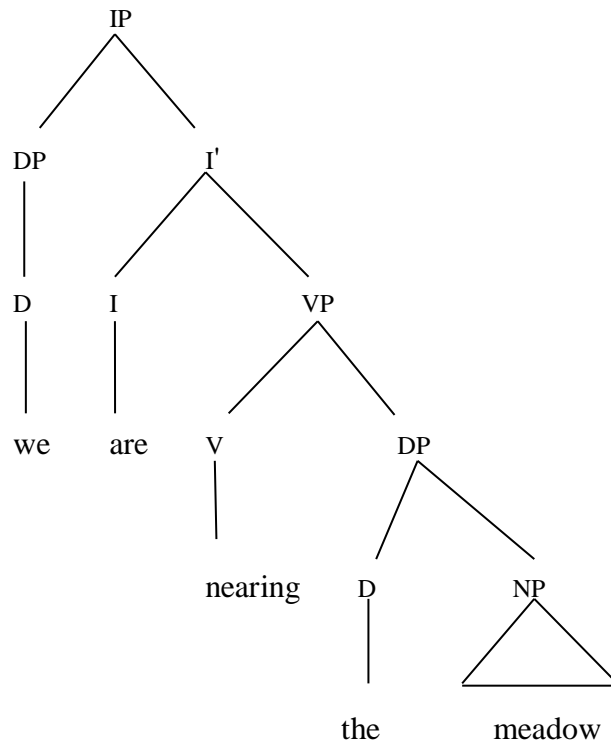 IP
DP I'
D I VP
we are V DP
nearing D NP
the meadow